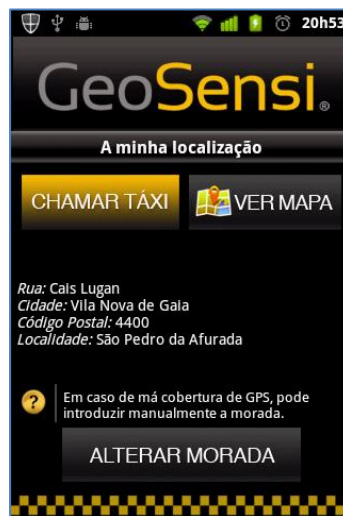 20h53
GeoSensi®
A minha localização
CHAMAR TÁXI
VER MAPA
Rua: Cais Lugan
Cidade: Vila Nova de Gaia
Código Postal: 4400
Localidade: São Pedro da Afurada
? Em caso de má cobertura de GPS, pode
introduzir manualmente a morada.
ALTERAR MORADA